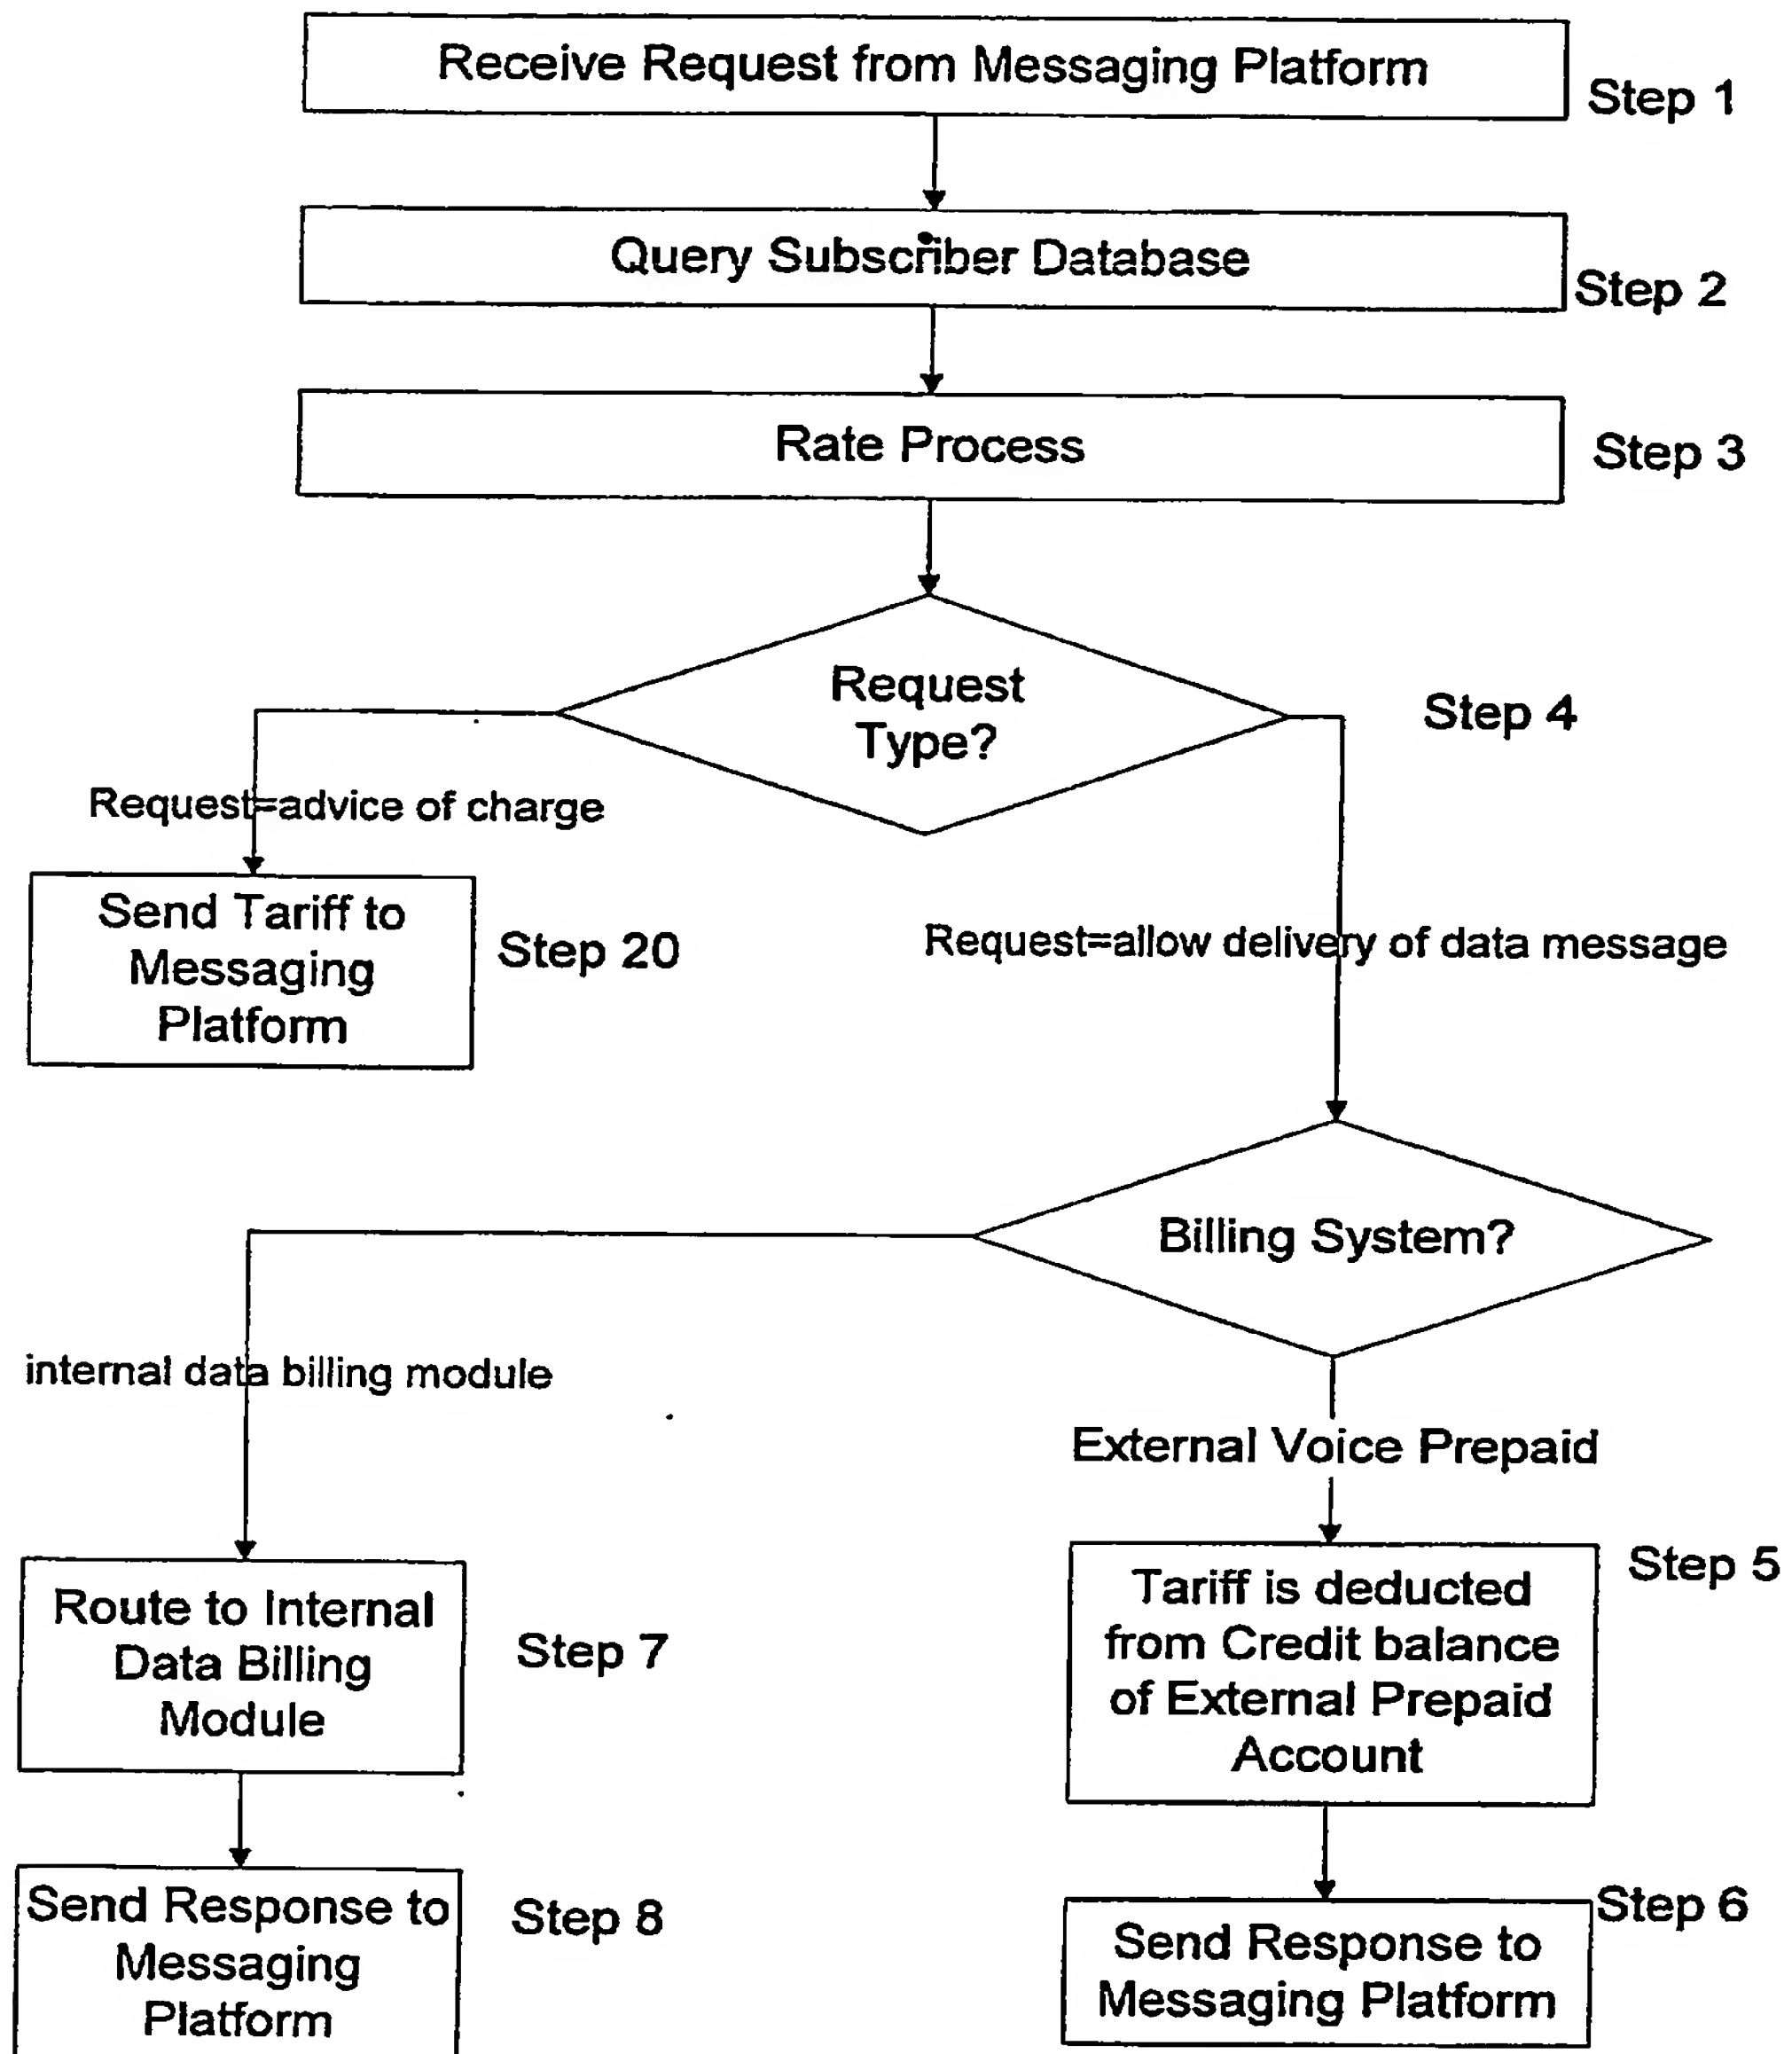 Receive Request from Messaging Platform
Step 1
Query Subscriber Database
Step 2
Rate Process
Step 3
Request
Type?
Step 4
Request=advice of charge
Send Tariff to
Messaging
Platform
Step 20
Request=allow delivery of data message
Billing System?
internal data billing module
External Voice Prepaid
Step 5
Tariff is deducted
from Credit balance
of External Prepaid
Account
Route to Internal
Data Billing
Module
Step 7
Send Response to
Messaging
Platform
Step 8
Step 6
Send Response to
Messaging Platform